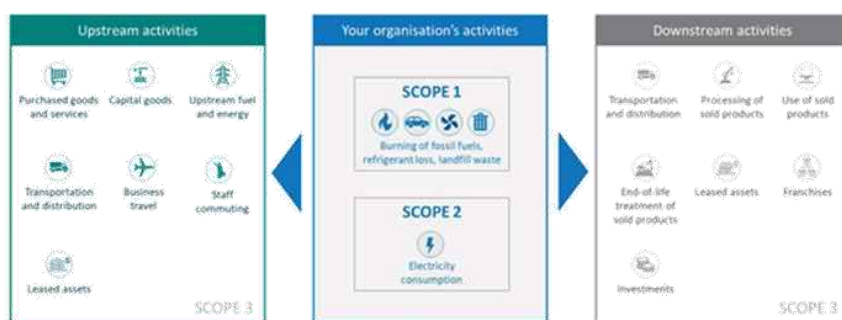 Upstream activities
Purchased goods
and services
Capital goods
Upstream fuel
and energy
Transportation
and distribution
Business
travel
Staff
commuting
Leased assets
SCOPE 3
Your organisation's activities
SCOPE 1
Burning of fossil fuels,
refrigerant loss, landfill waste
SCOPE 2
Electricity
consumption
Downstream activities
Transportation
and distribution
Processing of
sold products
Use of sold
products
End-of-life
treatment of
sold products
Leased assets
Franchises
Investments
SCOPE 3